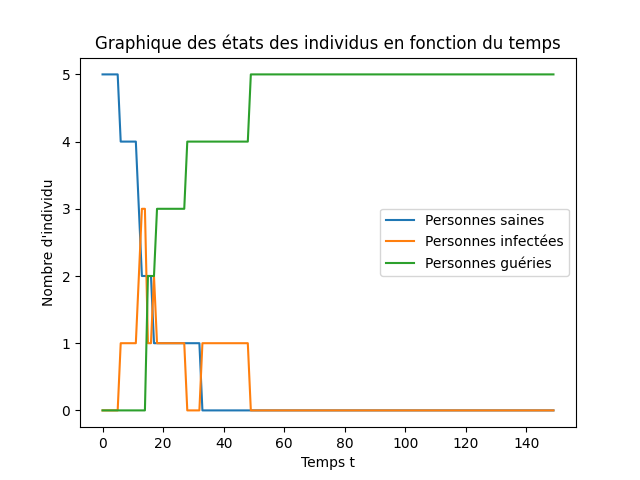 Graphique des états des individus en fonction du temps
5
4
3
2
1
0
Nombre d'individu
Personnes saines
Personnes infectées
Personnes guéries
0 20 40 60 80 100 120 140
Temps t